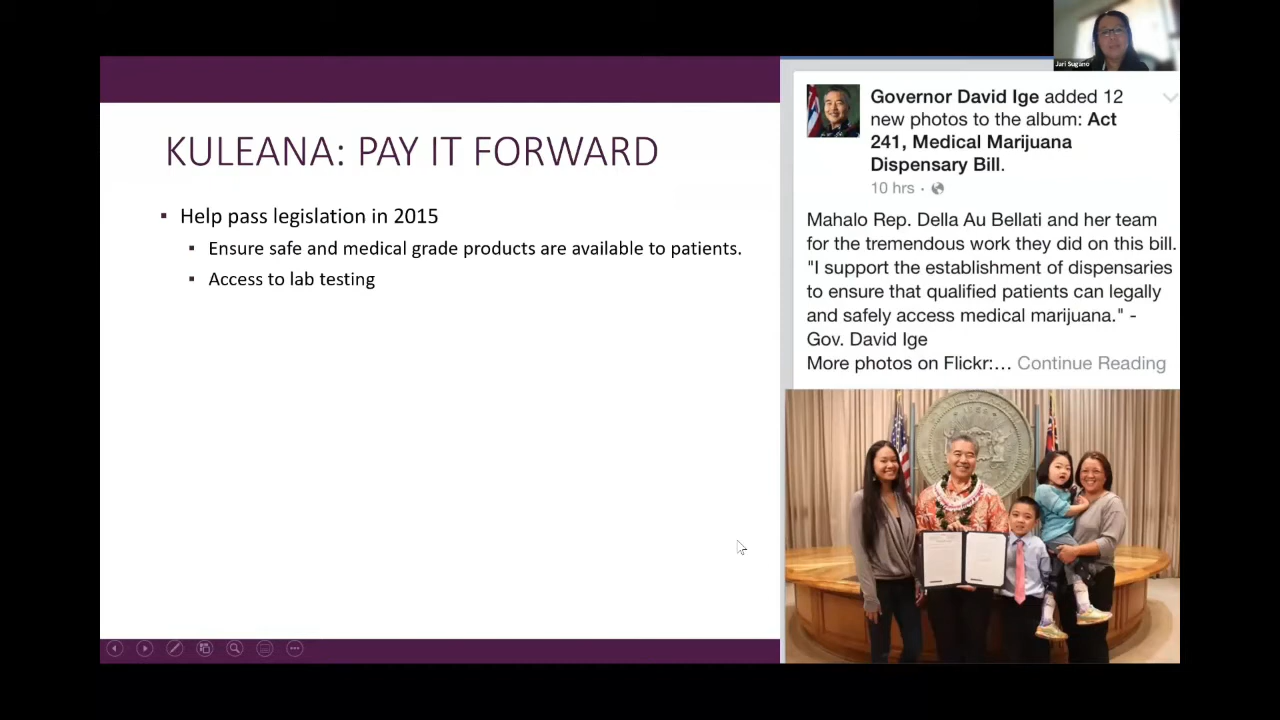 Jari Sugano
KULEANA: PAY IT FORWARD
Help pass legislation in 2015
Ensure safe and medical grade products are available to patients.
Access to lab testing
Governor David Ige added 12
new photos to the album: Act
241, Medical Marijuana
Dispensary Bill.
10 hrs ·
Mahalo Rep. Della Au Bellati and her team
for the tremendous work they did on this bill.
"I support the establishment of dispensaries
to ensure that qualified patients can legally
and safely access medical marijuana." -
Gov. David Ige
More photos on Flickr:... Continue Reading